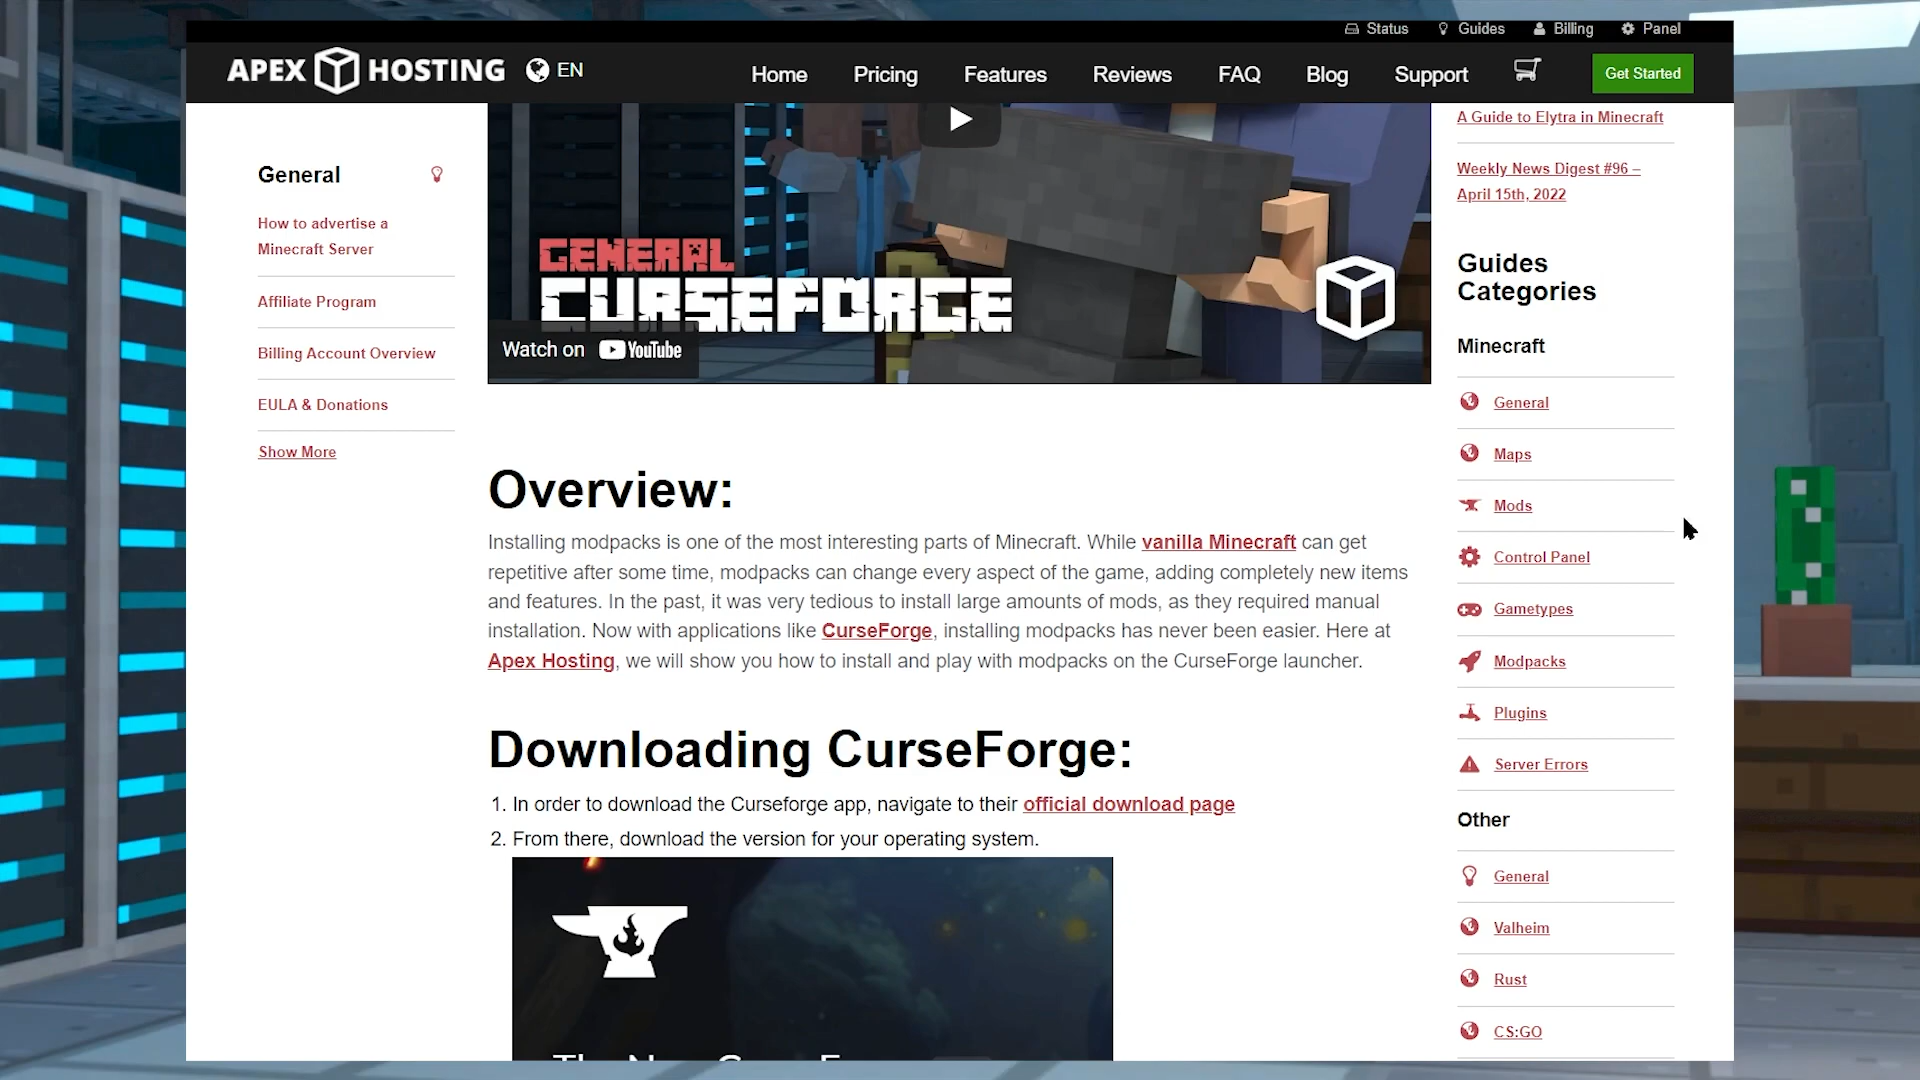 Status
Guides
Billing
Panel
APEX HOSTING
EN
Home
Pricing
Features
Reviews
FAQ
Blog
Support
Get Started
General
How to advertise a
Minecraft Server
Affiliate Program
Billing Account Overview
EULA & Donations
Show More
GENERAL
CURSEFORGE
Watch on YouTube
Overview:
Installing modpacks is one of the most interesting parts of Minecraft. While vanilla Minecraft can get
repetitive after some time, modpacks can change every aspect of the game, adding completely new items
and features. In the past, it was very tedious to install large amounts of mods, as they required manual
installation. Now with applications like CurseForge, installing modpacks has never been easier. Here at
Apex Hosting, we will show you how to install and play with modpacks on the CurseForge launcher.
Downloading CurseForge:
1. In order to download the Curseforge app, navigate to their official download page
2. From there, download the version for your operating system.
A Guide to Elytra in Minecraft
Weekly News Digest #96 –
April 15th, 2022
Guides
Categories
Minecraft
General
Maps
Mods
Control Panel
Gametypes
Modpacks
Plugins
Server Errors
Other
General
Valheim
Rust
CS:GO